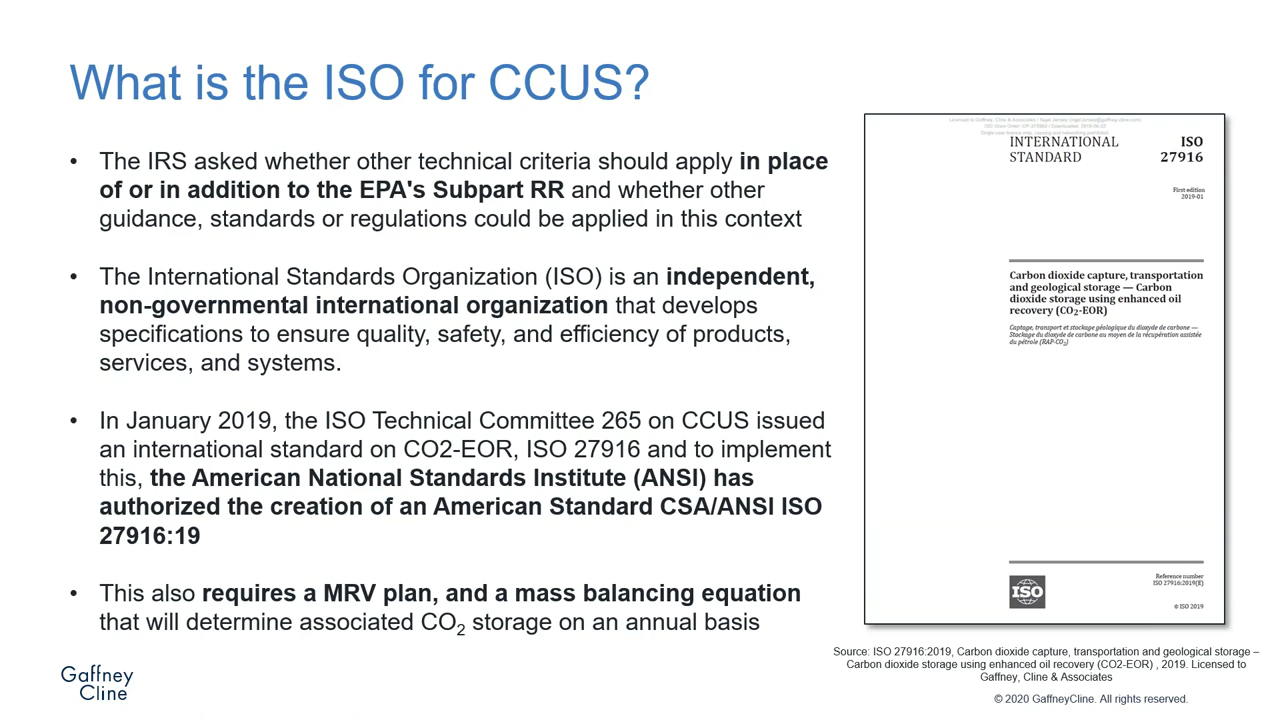 What is the ISO for CCUS?
• The IRS asked whether other technical criteria should apply in place
of or in addition to the EPA's Subpart RR and whether other
guidance, standards or regulations could be applied in this context
• The International Standards Organization (ISO) is an independent,
non-governmental international organization that develops
specifications to ensure quality, safety, and efficiency of products,
services, and systems.
• In January 2019, the ISO Technical Committee 265 on CCUS issued
an international standard on CO2-EOR, ISO 27916 and to implement
this, the American National Standards Institute (ANSI) has
authorized the creation of an American Standard CSA/ANSI ISO
27916:19
• This also requires a MRV plan, and a mass balancing equation
that will determine associated CO2 storage on an annual basis
Gaffney
Cline
INTERNATIONAL
STANDARD
ISO
27916
First edition
2019-01
Carbon dioxide capture, transportation
and geological storage — Carbon
dioxide storage using enhanced oil
recovery (CO2-EOR)
Captage, transport et stockage géologique du dioxyde de carbone —
Stockage du dioxyde de carbone au moyen de la récupération assistée
du pétrole (RAP-CO2)
ISO
Reference number
ISO 27916:2019(E)
© ISO 2019
Source: ISO 27916:2019, Carbon dioxide capture, transportation and geological storage –
Carbon dioxide storage using enhanced oil recovery (CO2-EOR) , 2019. Licensed to
Gaffney, Cline & Associates
© 2020 GaffneyCline. All rights reserved.